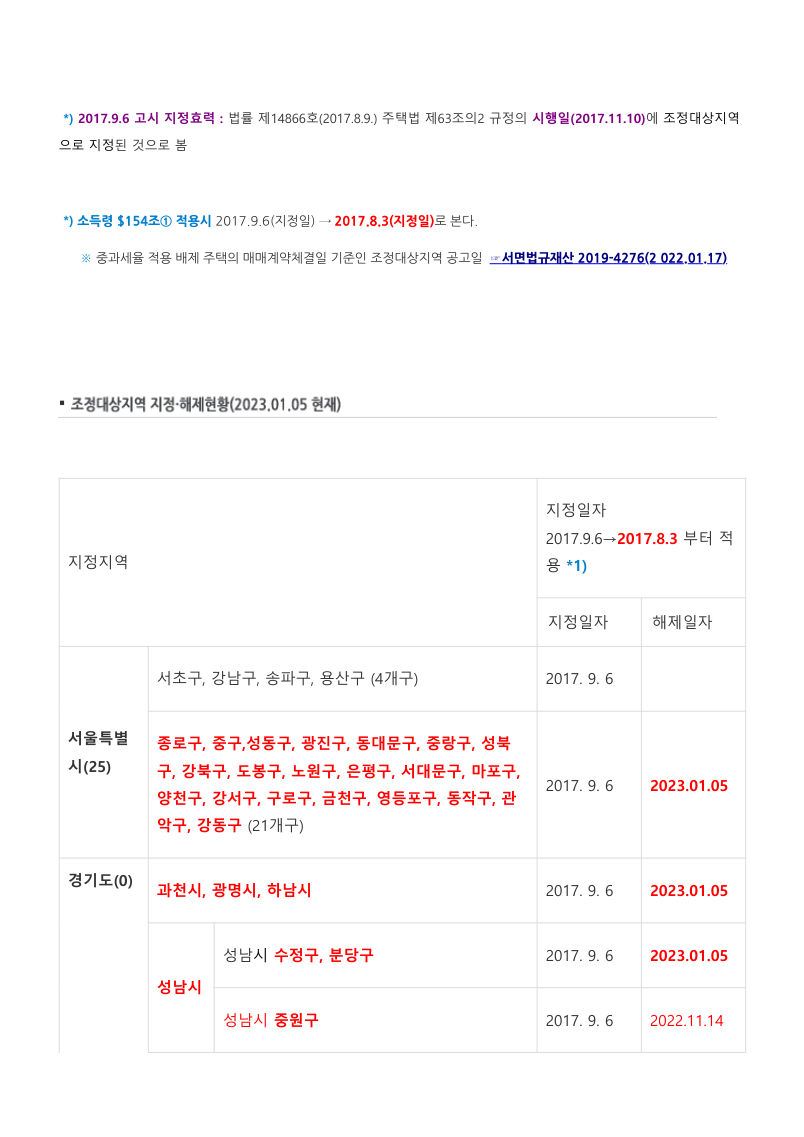 *) 2017.9.6 고시 지정효력 : 법률 제14866호(2017.8.9.) 주택법 제63조의2 규정의 시행일(2017.11.10)에 조정대상지역
으로 지정된 것으로 봄
*) 소득령 $154조① 적용시 2017.9.6(지정일) → 2017.8.3(지정일)로 본다.
※ 중과세율 적용 배제 주택의 매매계약체결일 기준인 조정대상지역 공고일 ☞서면법규재산 2019-4276(2 022.01.17)
▪ 조정대상지역 지정·해제현황(2023.01.05 현재)
지정지역
지정일자
2017.9.6→2017.8.3 부터 적
용 *1)
지정일자
해제일자
서울특별
시(25)
서초구, 강남구, 송파구, 용산구 (4개구)
2017. 9. 6
종로구, 중구,성동구, 광진구, 동대문구, 중랑구, 성북
구, 강북구, 도봉구, 노원구, 은평구, 서대문구, 마포구,
양천구, 강서구, 구로구, 금천구, 영등포구, 동작구, 관
악구, 강동구 (21개구)
2017. 9. 6
2023.01.05
경기도(0)
과천시, 광명시, 하남시
2017. 9. 6
2023.01.05
성남시
성남시 수정구, 분당구
2017. 9. 6
2023.01.05
성남시 중원구
2017. 9. 6
2022.11.14